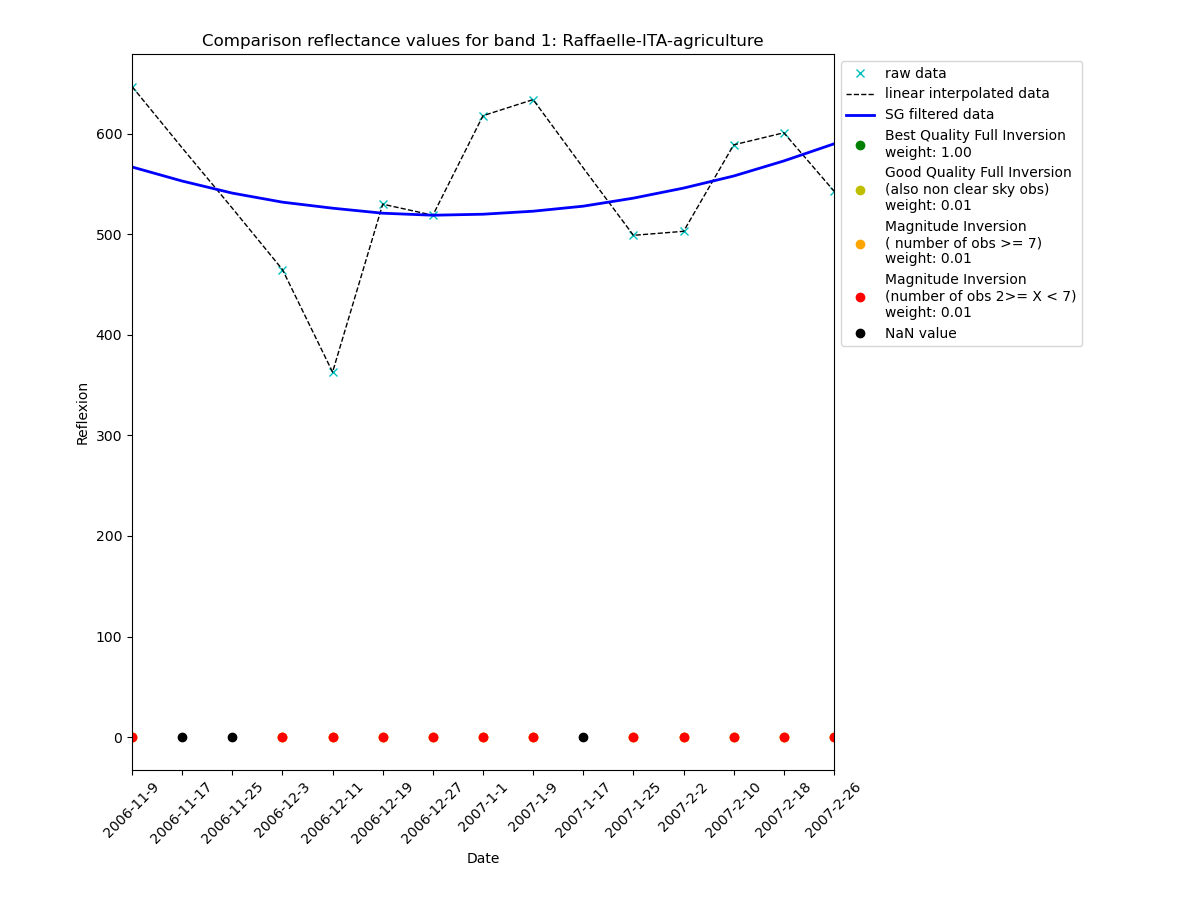 Comparison reflectance values for band 1: Raffaelle-ITA-agriculture
raw data
linear interpolated data
SG filtered data
Best Quality Full Inversion
weight: 1.00
Good Quality Full Inversion
(also non clear sky obs)
weight: 0.01
Magnitude Inversion
( number of obs >= 7)
weight: 0.01
Magnitude Inversion
(number of obs 2>= X < 7)
weight: 0.01
NaN value
Reflexion
600
500
400
300
200
100
0
2006-11-9
2006-11-17
2006-11-25
2006-12-3
2006-12-11
2006-12-19
2006-12-27
2007-1-1
2007-1-9
2007-1-17
2007-1-25
2007-2-2
2007-2-10
2007-2-18
2007-2-26
Date